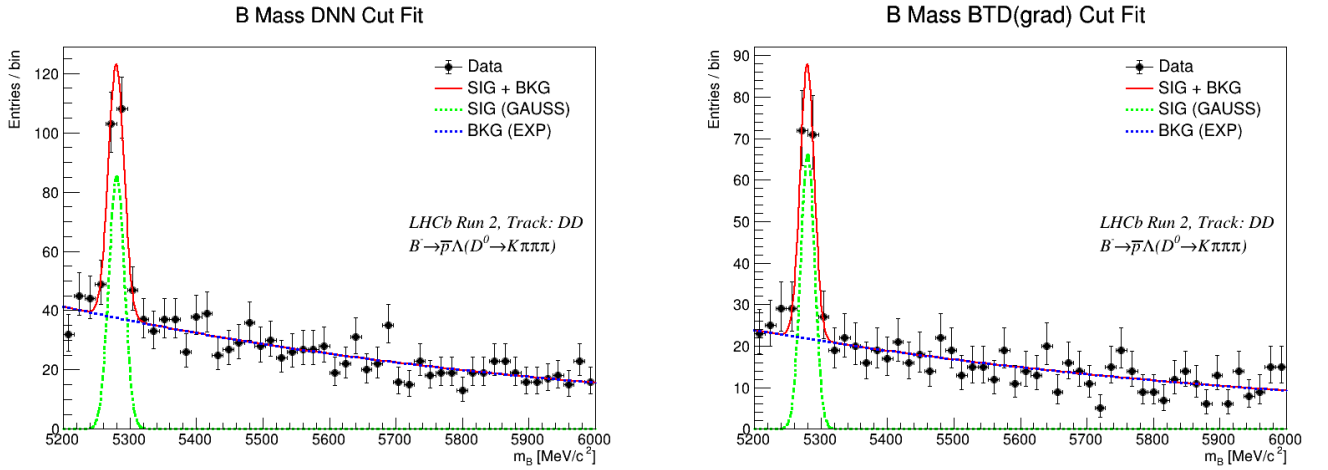 B Mass DNN Cut Fit
Entries / bin
120
100
80
60
40
20
0
Data
SIG + BKG
SIG (GAUSS)
BKG (EXP)
LHCb Run 2, Track: DD
B⁻→p̅Λ(D⁰→Kπππ)
5200 5300 5400 5500 5600 5700 5800 5900 6000
m_B [MeV/c²]
B Mass BTD(grad) Cut Fit
Entries / bin
90
80
70
60
50
40
30
20
10
0
Data
SIG + BKG
SIG (GAUSS)
BKG (EXP)
LHCb Run 2, Track: DD
B⁻→p̅Λ(D⁰→Kπππ)
5200 5300 5400 5500 5600 5700 5800 5900 6000
m_B [MeV/c²]